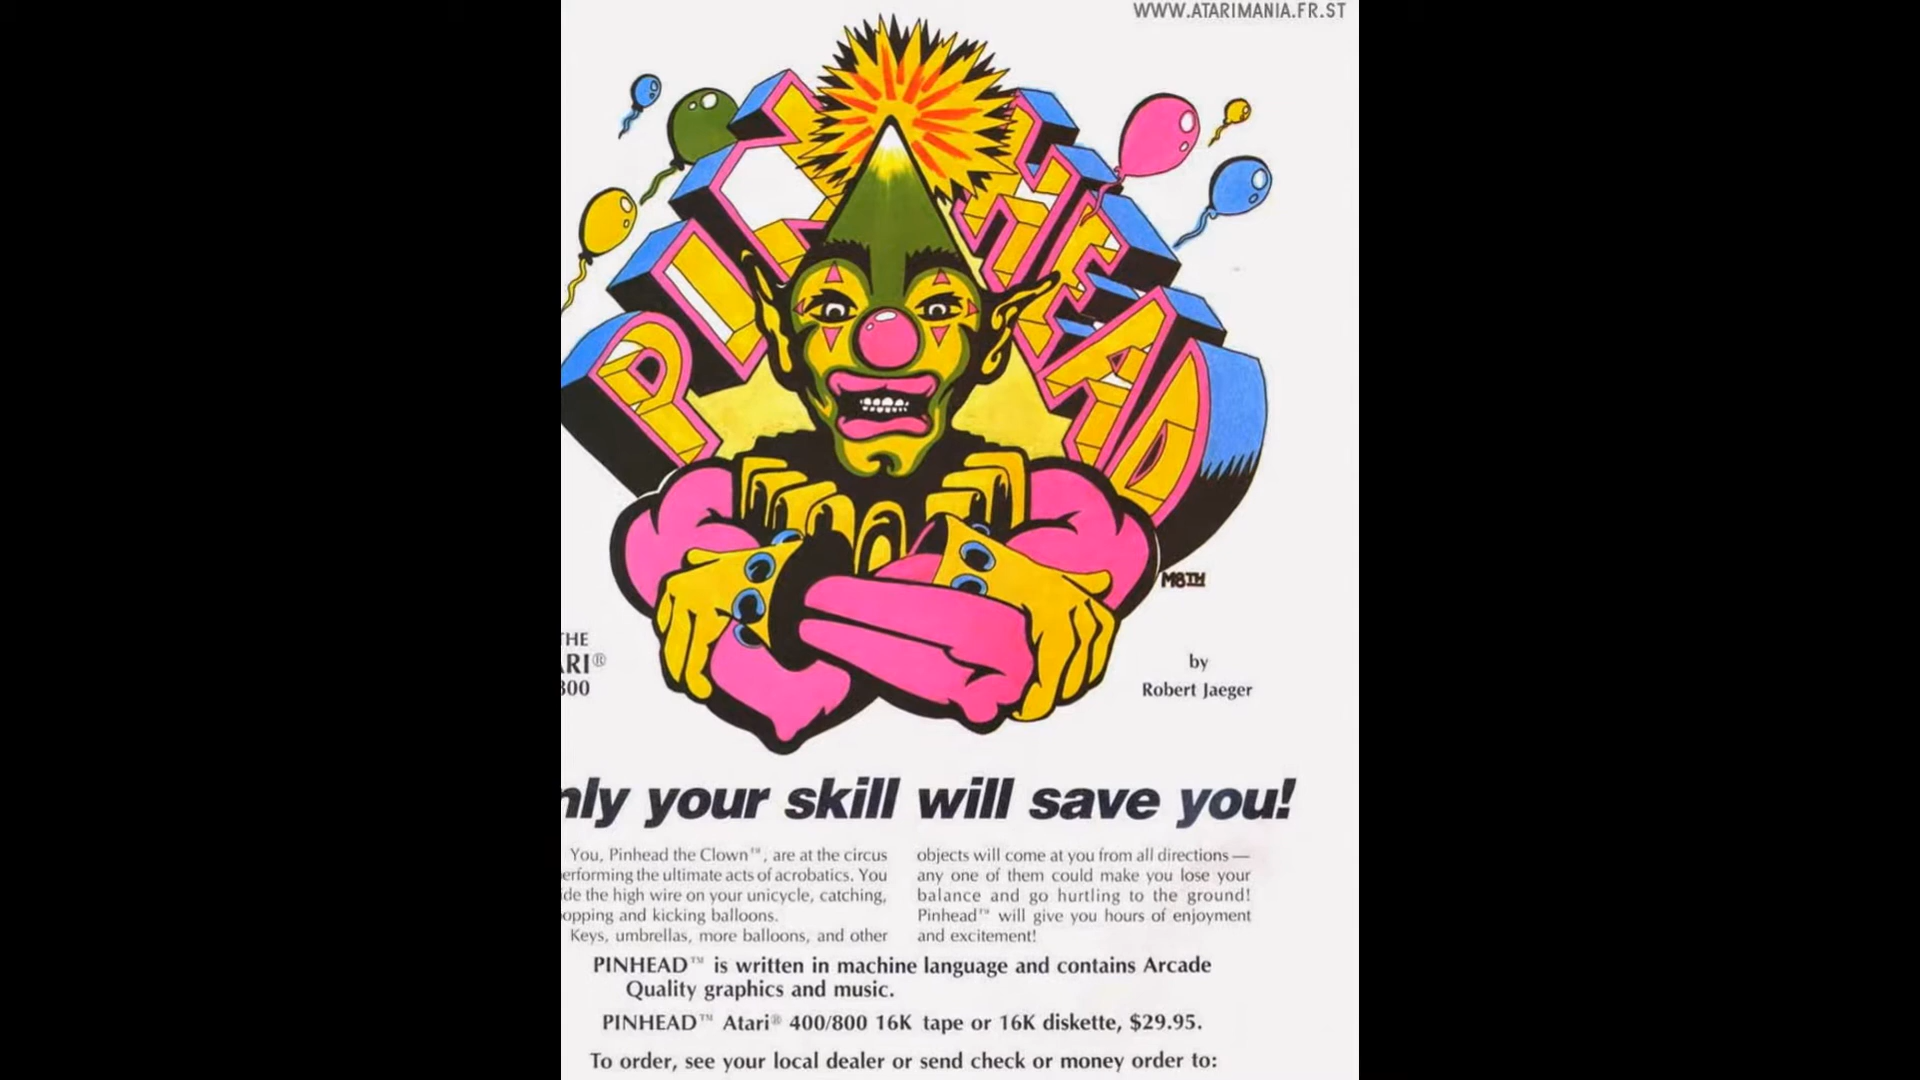 WWW.ATARIMANIA.FR.ST
PINHEAD
M8TH
by
Robert Jaeger
nly your skill will save you!
You, Pinhead the Clown™, are at the circus
erforming the ultimate acts of acrobatics. You
de the high wire on your unicycle, catching,
opping and kicking balloons.
Keys, umbrellas, more balloons, and other
objects will come at you from all directions —
any one of them could make you lose your
balance and go hurtling to the ground!
Pinhead™ will give you hours of enjoyment
and excitement!
PINHEAD™ is written in machine language and contains Arcade
Quality graphics and music.
PINHEAD™ Atari® 400/800 16K tape or 16K diskette, $29.95.
To order, see your local dealer or send check or money order to: